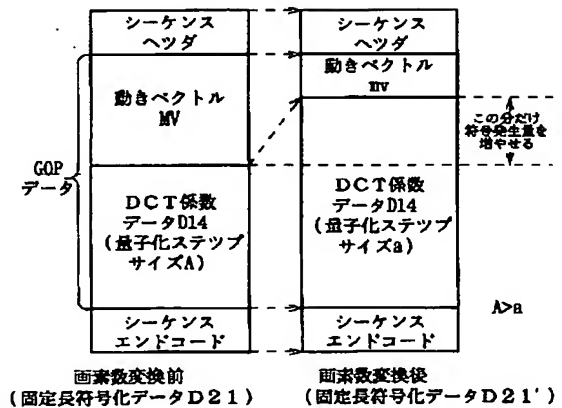 シーケンス
ヘツダ
動きベクトル
MV
DCT係数
データD14
(量子化ステツプ
サイズA)
シーケンス
エンドコード
GOP
データ
シーケンス
ヘツダ
動きベクトル
mv
DCT係数
データD14
(量子化ステツプ
サイズa)
シーケンス
エンドコード
この分だけ
符号発生量を
増やせる
A>a
画素数変換前
(固定長符号化データD21)
画素数変換後
(固定長符号化データD21')